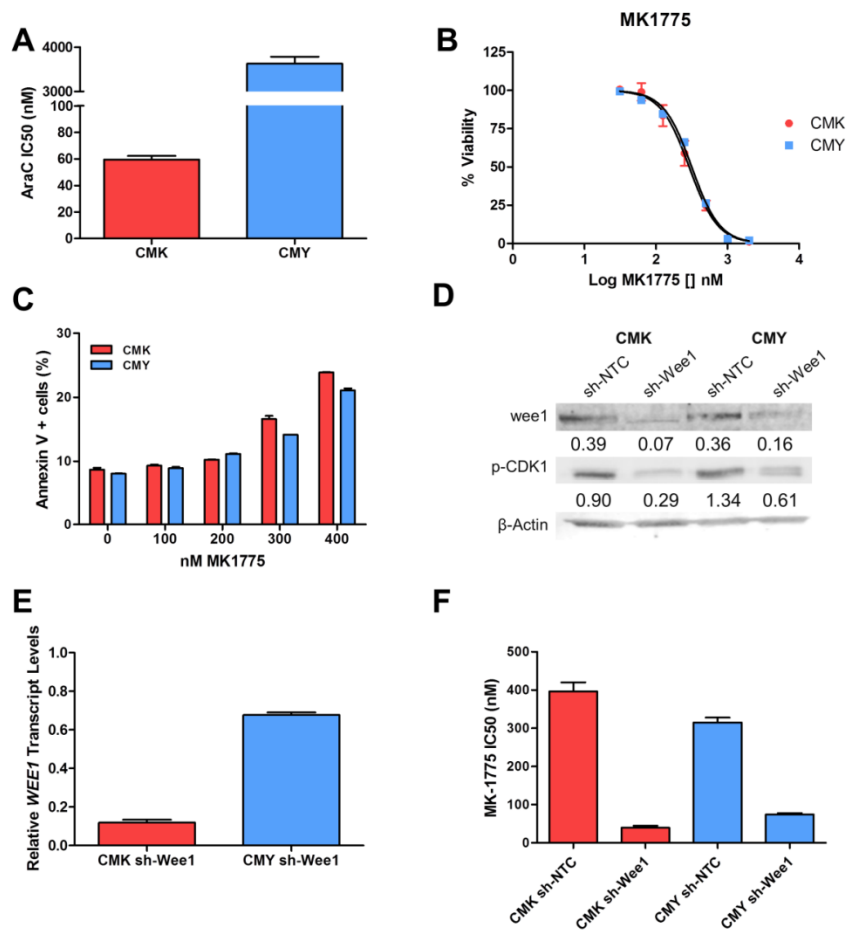 A
AraC IC50 (nM)
4000
3000
100
80
60
40
20
0
CMK
CMY
B
MK1775
% Viability
125
100
75
50
25
0
0
1
2
3
4
Log MK1775 [] nM
CMK
CMY
C
Annexin V + cells (%)
30
20
10
0
CMK
CMY
0
100
200
300
400
nM MK1775
D
CMK CMY
sh-NTC sh-Wee1 sh-NTC sh-Wee1
wee1
0.39 0.07 0.36 0.16
p-CDK1
0.90 0.29 1.34 0.61
β-Actin
E
Relative WEE1 Transcript Levels
1.0
0.8
0.6
0.4
0.2
0.0
CMK sh-Wee1
CMY sh-Wee1
F
MK-1775 IC50 (nM)
500
400
300
200
100
0
CMK sh-NTC
CMK sh-Wee1
CMY sh-NTC
CMY sh-Wee1